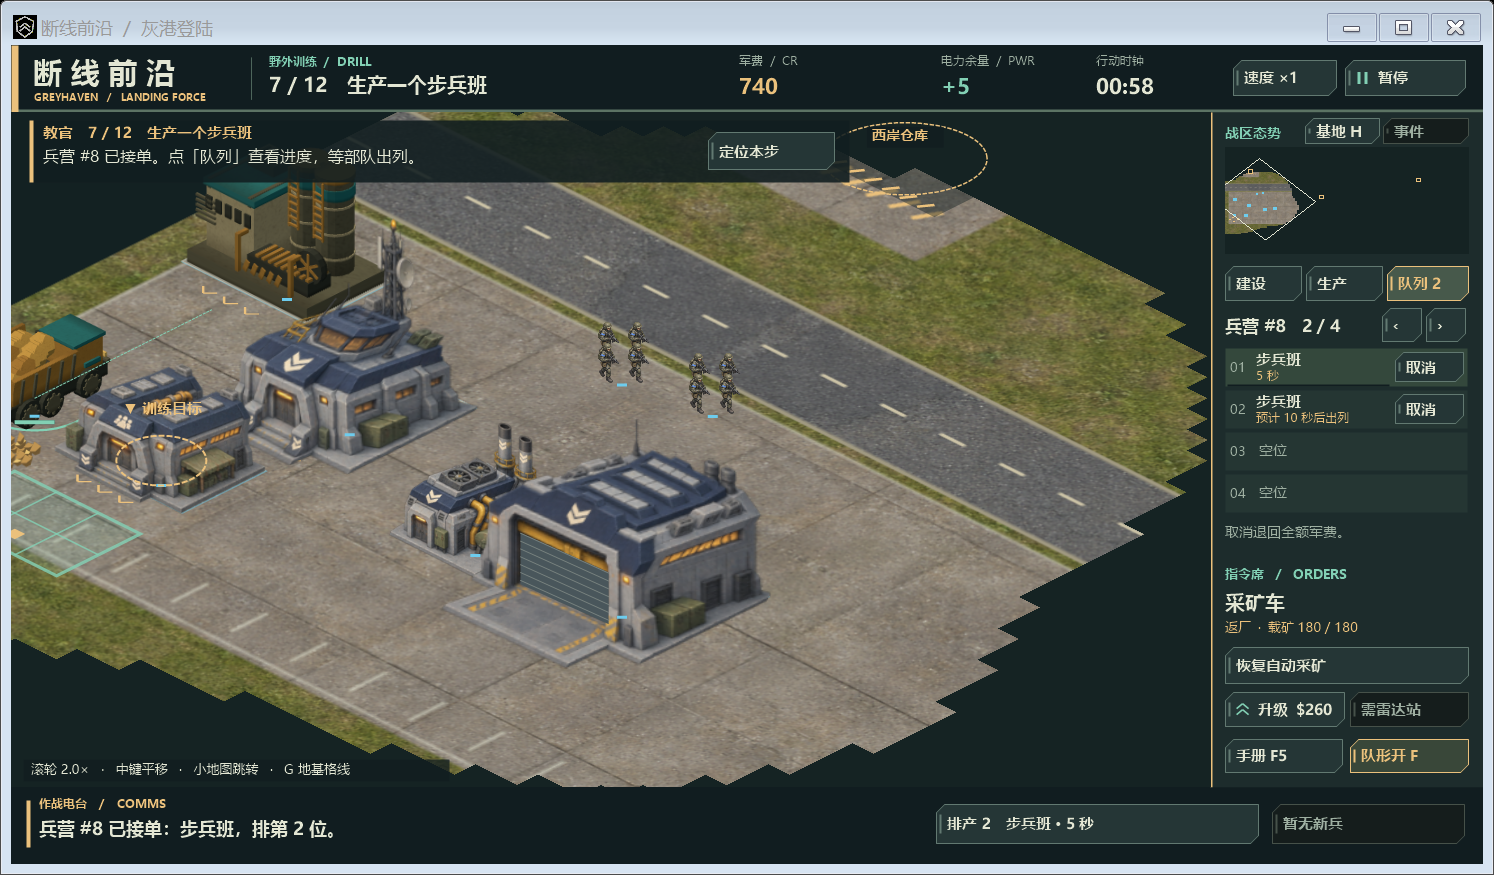 断线前沿 / 灰港登陆
断线前沿
GREYHAVEN / LANDING FORCE
野外训练 / DRILL
7 / 12 生产一个步兵班
军费 / CR
740
电力余量 / PWR
+5
行动时钟
00:58
速度 ×1
暂停
教官 7 / 12 生产一个步兵班
兵营 #8 已接单。点「队列」查看进度，等部队出列。
定位本步
西岸仓库
训练目标
战区态势
基地 H
事件
建设
生产
队列 2
兵营 #8 2 / 4
‹
›
01 步兵班
5 秒
取消
02 步兵班
预计 10 秒后出列
取消
03 空位
04 空位
取消退回全额军费。
指令席 / ORDERS
采矿车
返厂 · 载矿 180 / 180
恢复自动采矿
升级 $260
需雷达站
手册 F5
队形开 F
滚轮 2.0× · 中键平移 · 小地图跳转 · G 地基格线
作战电台 / COMMS
兵营 #8 已接单：步兵班，排第 2 位。
排产 2 步兵班 • 5 秒
暂无新兵